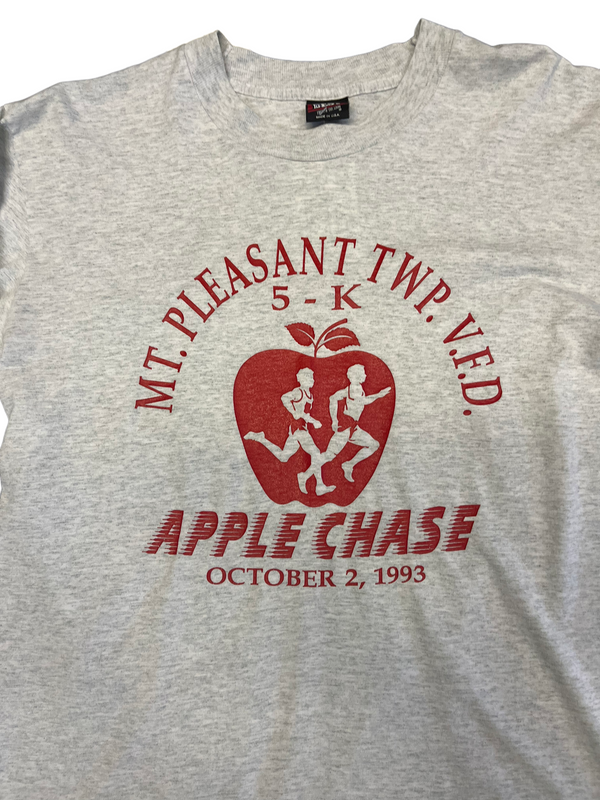 MT. PLEASANT TWP. V.F.D.
5 - K
APPLE CHASE
OCTOBER 2, 1993